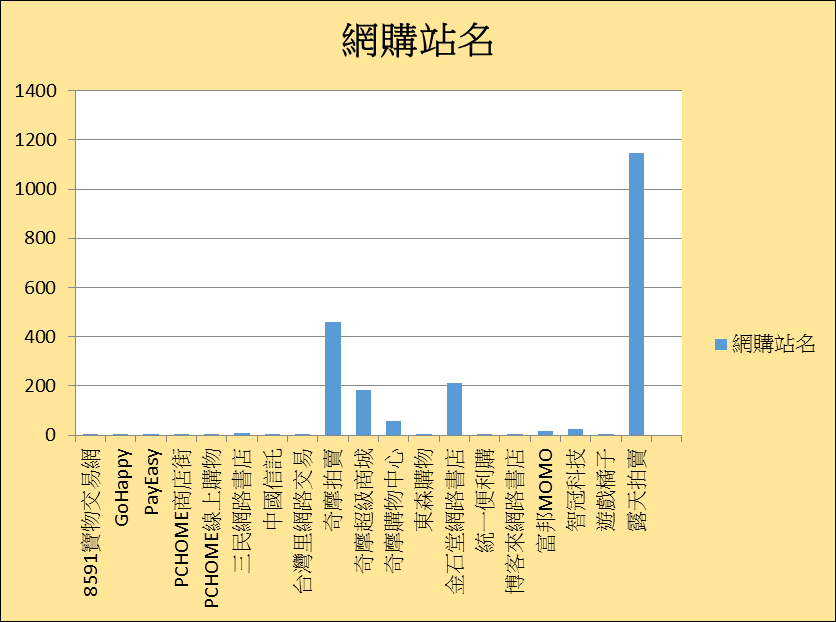 網購站名
1400
1200
1000
800
600
400
200
0
網購站名
8591寶物交易網
GoHappy
PayEasy
PCHOME商店街
PCHOME線上購物
三民網路書店
中國信託
台灣里網路交易
奇摩拍賣
奇摩超級商城
奇摩購物中心
東森購物
金石堂網路書店
統一便利購
博客來網路書店
富邦MOMO
智冠科技
遊戲橘子
露天拍賣